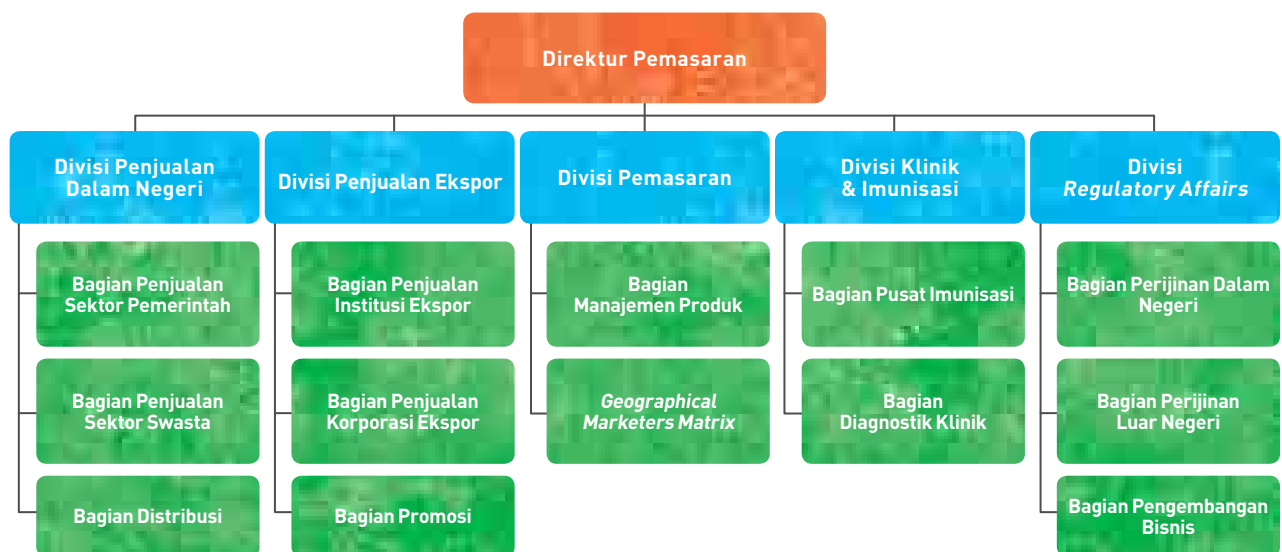 Direktur Pemasaran
Divisi Penjualan
Dalam Negeri
Divisi Penjualan Ekspor
Divisi Pemasaran
Divisi Klinik
& Imunisasi
Divisi
Regulatory Affairs
Bagian Penjualan
Sektor Pemerintah
Bagian Penjualan
Institusi Ekspor
Bagian
Manajemen Produk
Bagian Pusat Imunisasi
Bagian Perijinan Dalam
Negeri
Bagian Penjualan
Sektor Swasta
Bagian Penjualan
Korporasi Ekspor
Geographical
Marketers Matrix
Bagian
Diagnostik Klinik
Bagian Perijinan
Luar Negeri
Bagian Distribusi
Bagian Promosi
Bagian Pengembangan
Bisnis